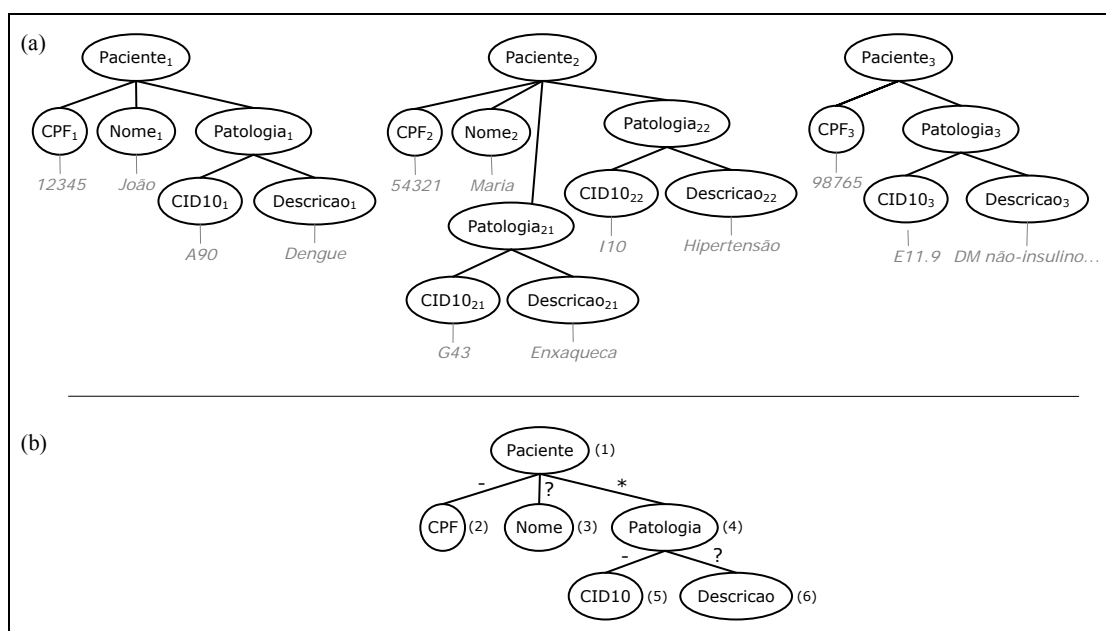 (a)
Paciente₁ Paciente₂ Paciente₃
CPF₁ Nome₁ Patologia₁ CPF₂ Nome₂ Patologia₂₂ CPF₃ Patologia₃
12345 João 54321 Maria 98765
CID10₁ Descricao₁ CID10₂₂ Descricao₂₂ CID10₃ Descricao₃
Patologia₂₁
A90 Dengue I10 Hipertensão E11.9 DM não-insulino...
CID10₂₁ Descricao₂₁
G43 Enxaqueca
(b)
Paciente (1)
- ? *
CPF (2) Nome (3) Patologia (4)
- ?
CID10 (5) Descricao (6)